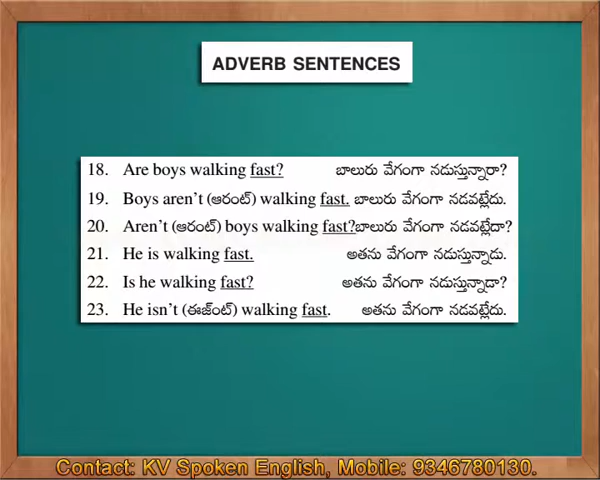 ADVERB SENTENCES
18. Are boys walking fast? బాలురు వేగంగా నడుస్తున్నారా?
19. Boys aren't (ఆరంట్) walking fast. బాలురు వేగంగా నడవట్లేదు.
20. Aren't (ఆరంట్) boys walking fast? బాలురు వేగంగా నడవట్లేదా?
21. He is walking fast. అతను వేగంగా నడుస్తున్నాడు.
22. Is he walking fast? అతను వేగంగా నడుస్తున్నాడా?
23. He isn't (ఈజ్‌ంట్) walking fast. అతను వేగంగా నడవట్లేదు.
Contact: KV Spoken English, Mobile: 9346780130.